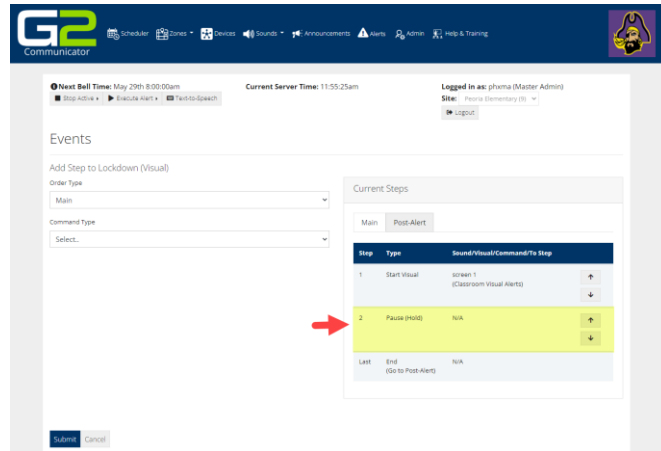 G2
Communicator
Scheduler Zones Devices Sounds Announcements Alerts Admin Help & Training
Next Bell Time: May 29th 8:00:00am Current Server Time: 11:55:25am Logged in as: phxma (Master Admin)
Stop Active Execute Alert Text-to-Speech Site: Peoria Elementary (9)
Logout
Events
Add Step to Lockdown (Visual)
Order Type
Main
Command Type
Select..
Current Steps
Main Post-Alert
Step Type Sound/Visual/Command/To Step
1 Start Visual screen 1
(Classroom Visual Alerts)
2 Pause (Hold) N/A
Last End N/A
(Go to Post-Alert)
Submit Cancel